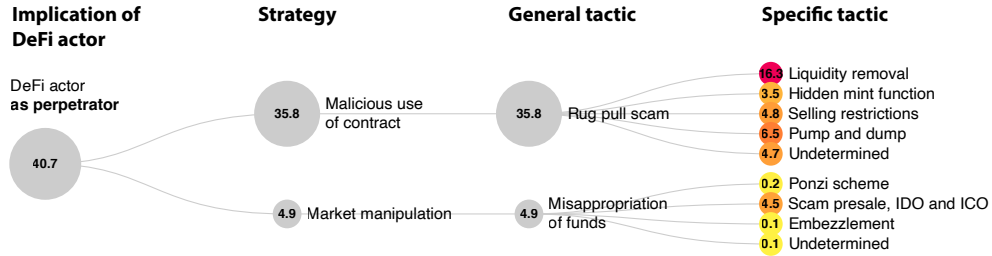 Implication of
DeFi actor
Strategy
General tactic
Specific tactic
DeFi actor
as perpetrator
40.7
35.8
Malicious use
of contract
35.8
Rug pull scam
16.3 Liquidity removal
3.5 Hidden mint function
4.8 Selling restrictions
6.5 Pump and dump
4.7 Undetermined
4.9 Market manipulation
4.9
Misappropriation
of funds
0.2 Ponzi scheme
4.5 Scam presale, IDO and ICO
0.1 Embezzlement
0.1 Undetermined